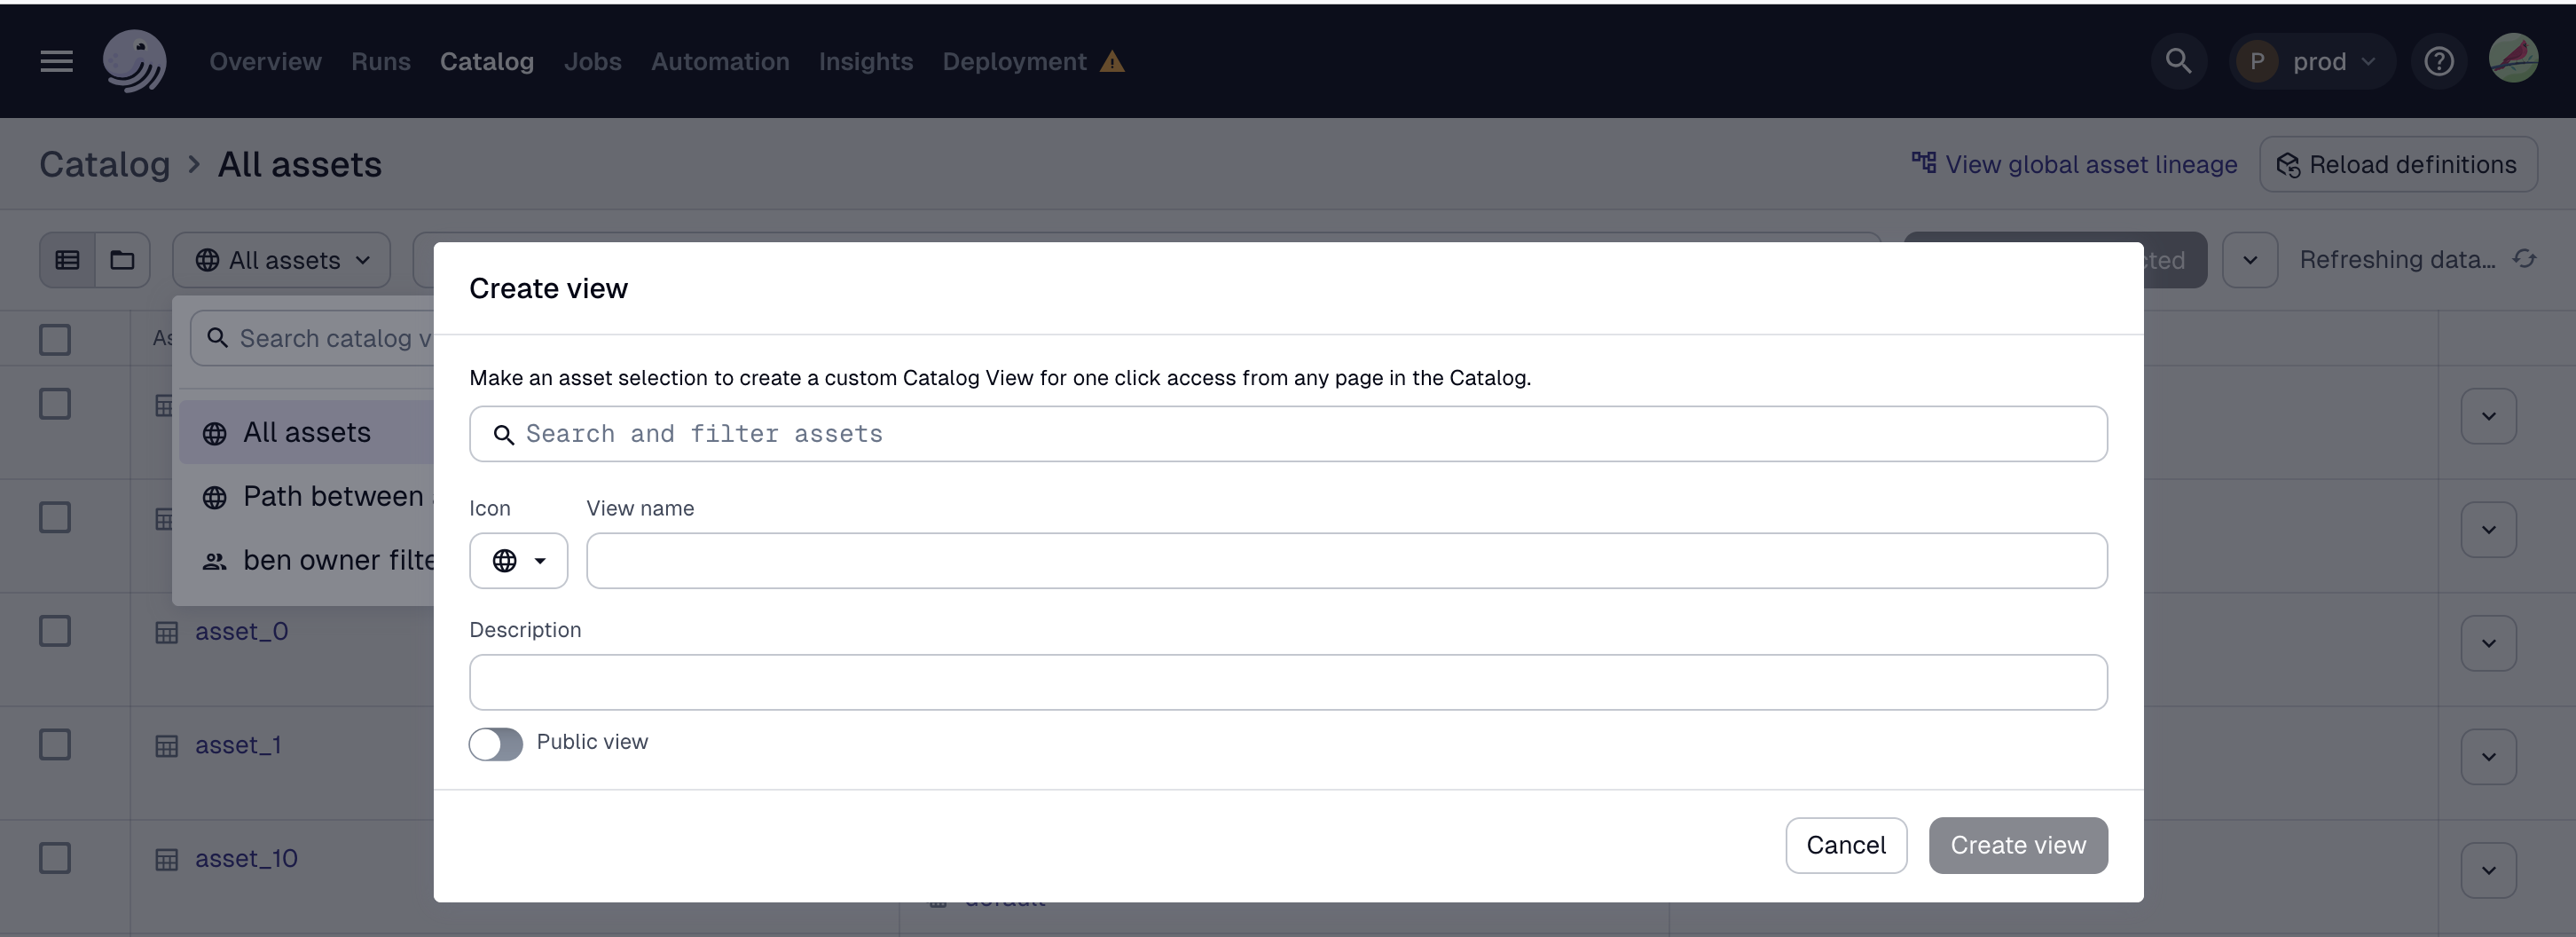 Overview Runs Catalog Jobs Automation Insights Deployment P prod
Catalog > All assets View global asset lineage Reload definitions
All assets Refreshing data...
Search catalog
All assets
Path between
ben owner
asset_0
asset_1
asset_10
default
Create view
Make an asset selection to create a custom Catalog View for one click access from any page in the Catalog.
Search and filter assets
Icon View name
Description
Public view
Cancel Create view